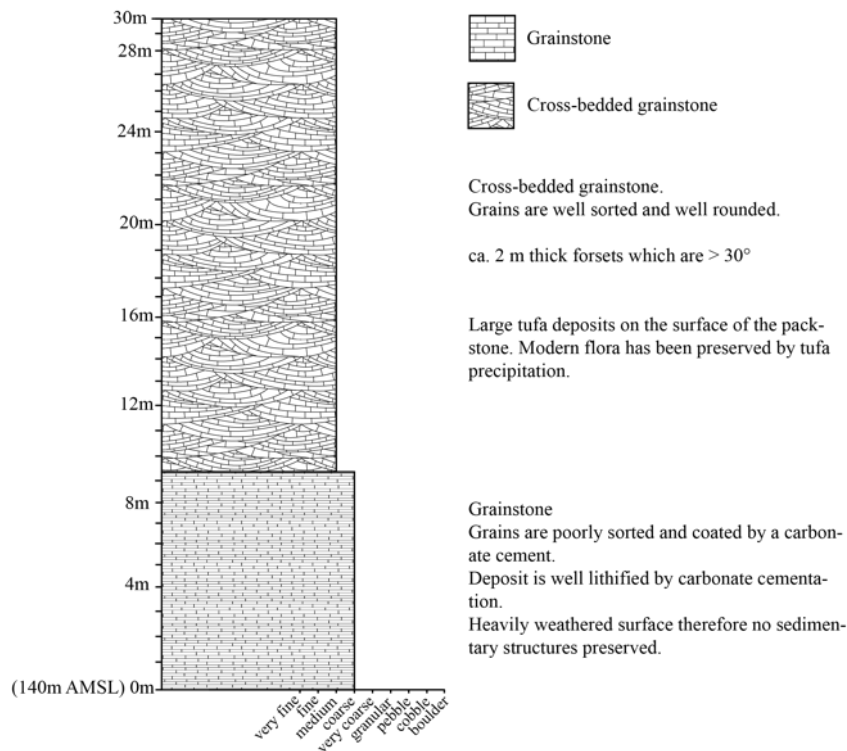 30m
28m
24m
20m
16m
12m
8m
4m
(140m AMSL) 0m
very fine
fine
medium
coarse
very coarse
granular
pebble
cobble
boulder
Grainstone
Cross-bedded grainstone
Cross-bedded grainstone.
Grains are well sorted and well rounded.
ca. 2 m thick forsets which are > 30°
Large tufa deposits on the surface of the pack-
stone. Modern flora has been preserved by tufa
precipitation.
Grainstone
Grains are poorly sorted and coated by a carbon-
ate cement.
Deposit is well lithified by carbonate cementa-
tion.
Heavily weathered surface therefore no sedimen-
tary structures preserved.